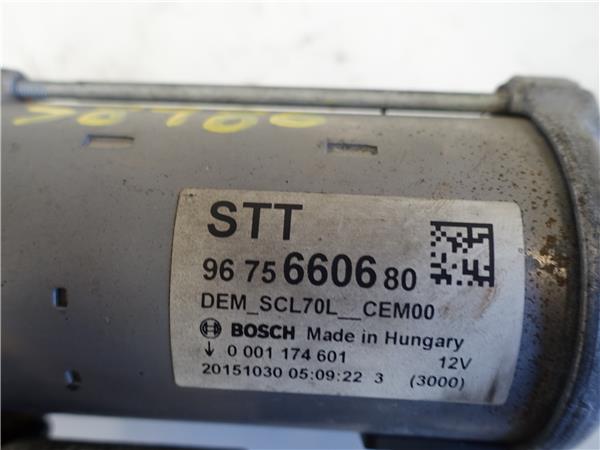 STT
96 75 6606 80
DEM_SCL70L__CEM00
BOSCH Made in Hungary
↓ 0 001 174 601 12V
20151030 05:09:22 3 (3000)